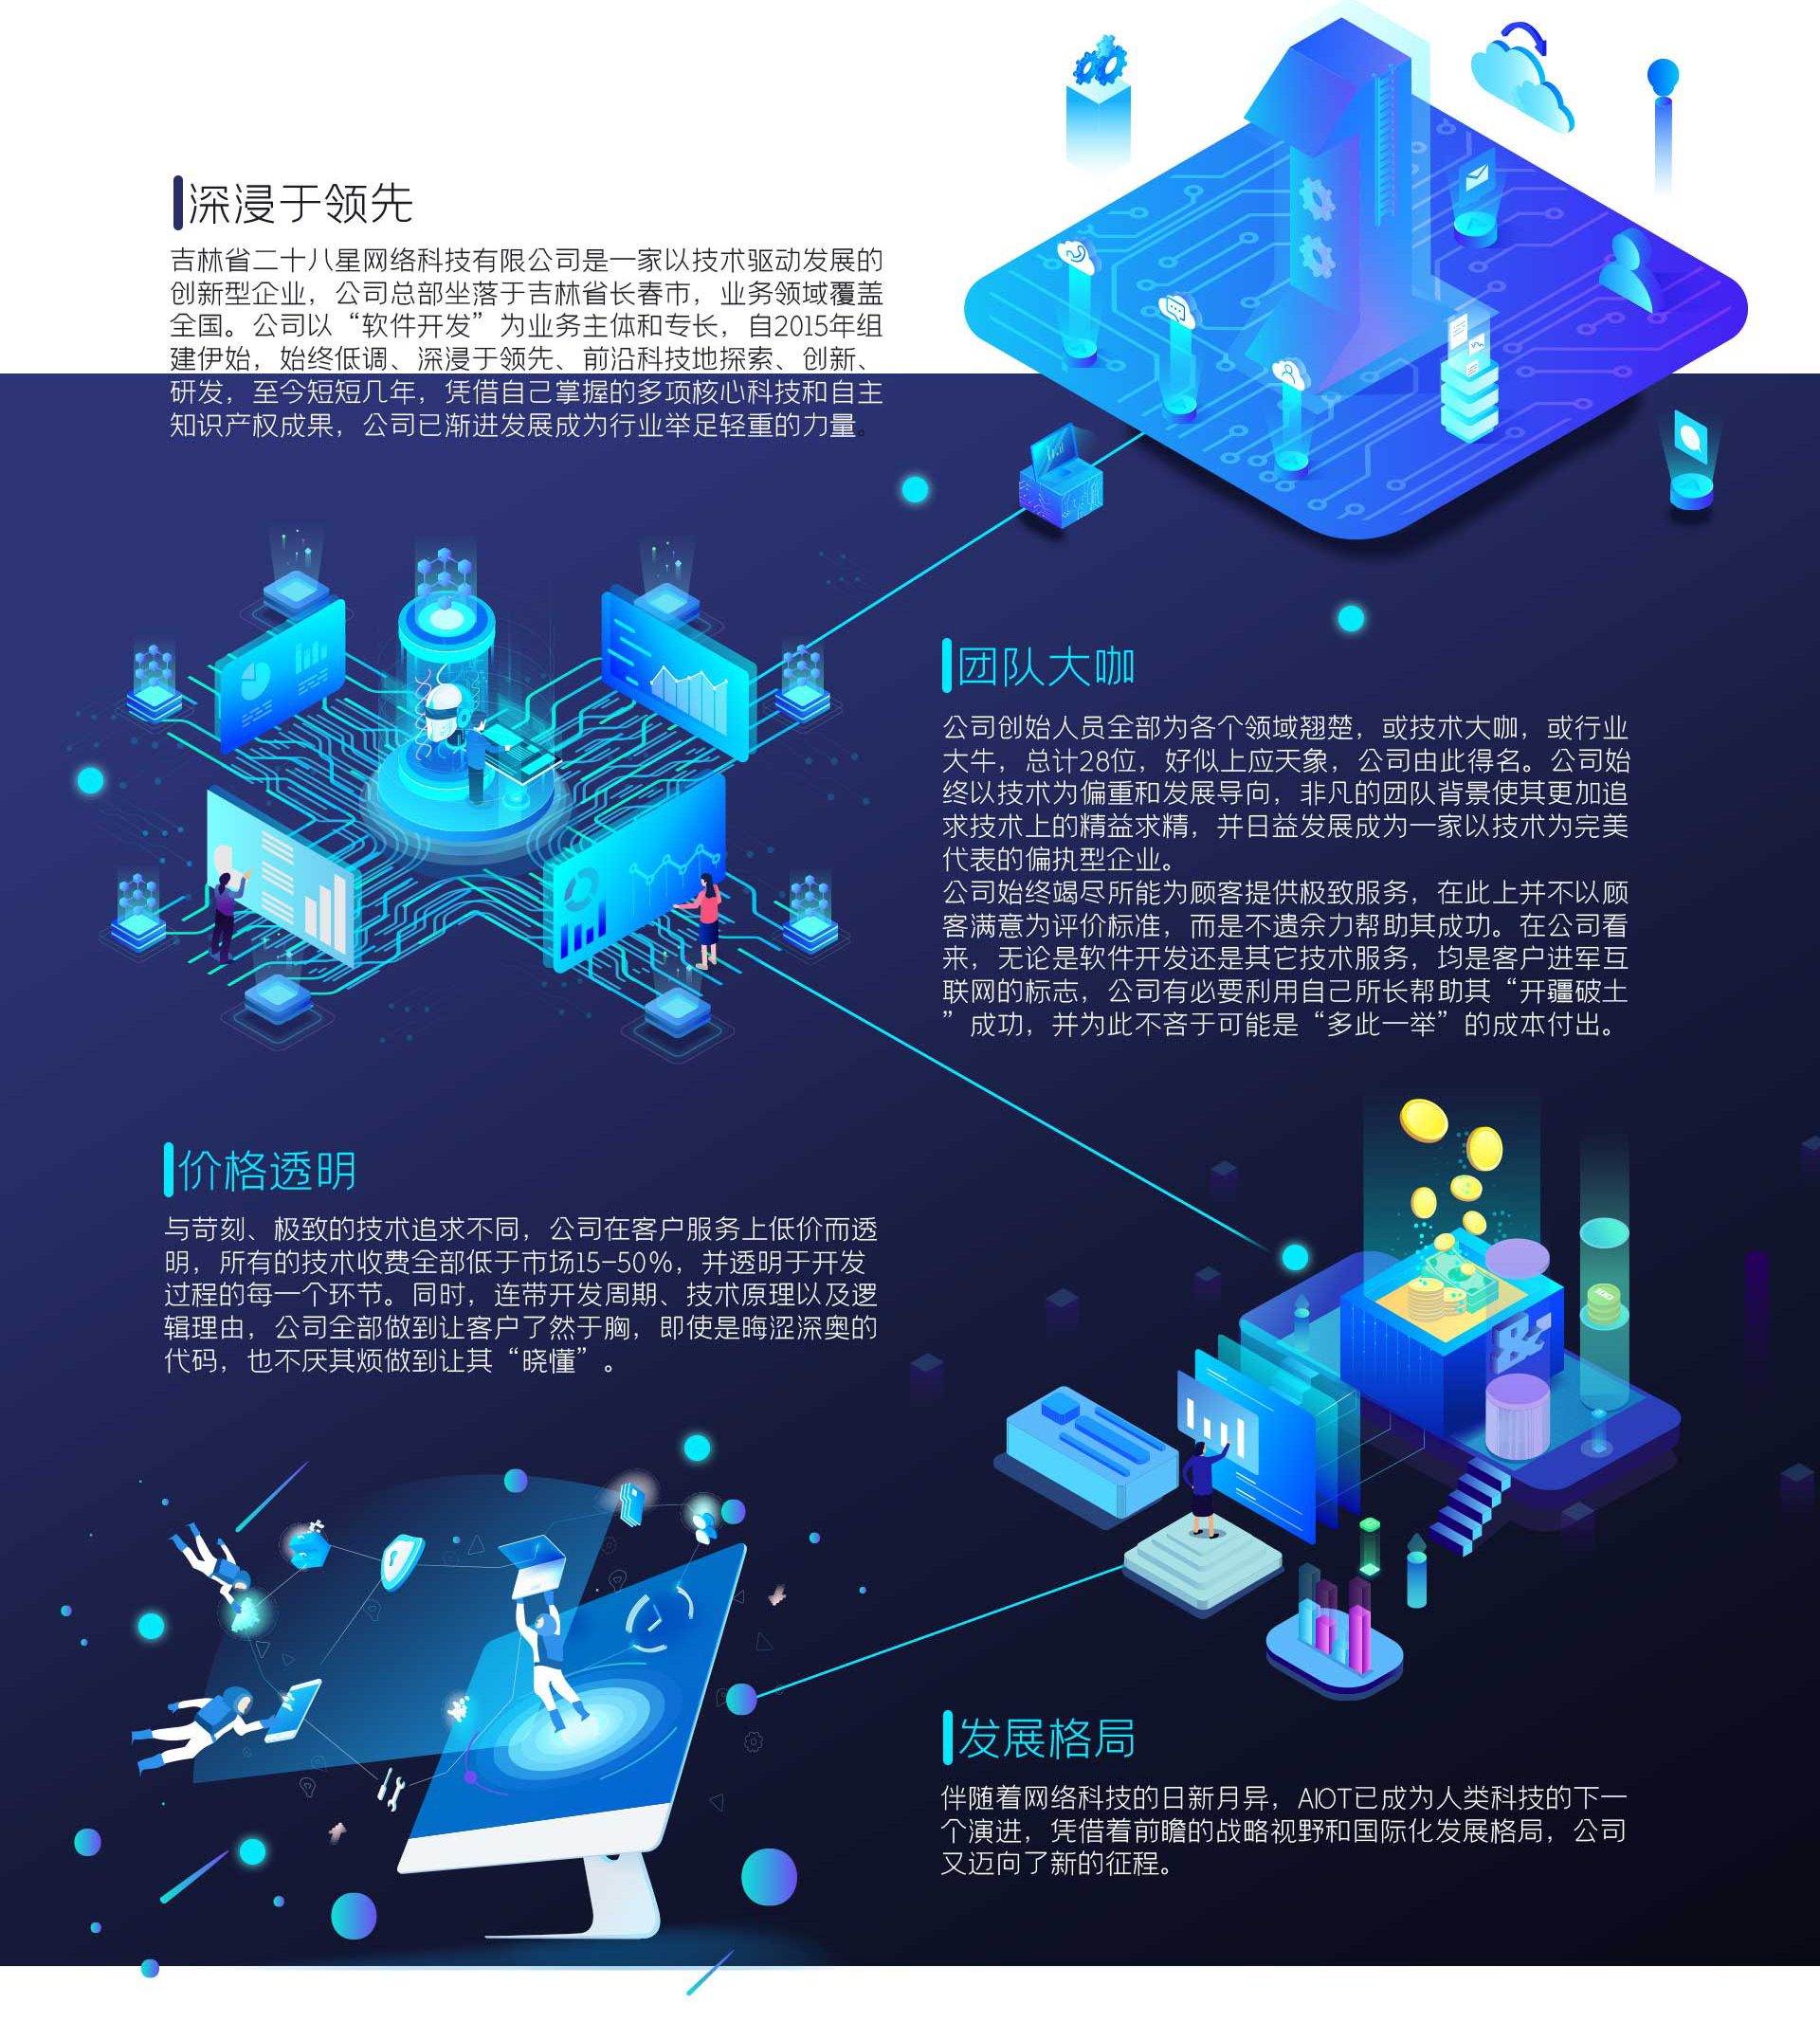 深浸于领先
吉林省二十八星网络科技有限公司是一家以技术驱动发展的
创新型企业，公司总部坐落于吉林省长春市，业务领域覆盖
全国。公司以“软件开发”为业务主体和专长，自2015年组
建伊始，始终低调、深浸于领先、前沿科技地探索、创新、
研发，至今短短几年，凭借自己掌握的多项核心科技和自主
知识产权成果，公司已渐进发展成为行业举足轻重的力量。
团队大咖
公司创始人员全部为各个领域翘楚，或技术大咖，或行业
大牛，总计28位，好似上应天象，公司由此得名。公司始
终以技术为偏重和发展导向，非凡的团队背景使其更加追
求技术上的精益求精，并日益发展成为一家以技术为完美
代表的偏执型企业。
公司始终竭尽所能为顾客提供极致服务，在此上并不以顾
客满意为评价标准，而是不遗余力帮助其成功。在公司看
来，无论是软件开发还是其它技术服务，均是客户进军互
联网的标志，公司有必要利用自己所长帮助其“开疆破土
”成功，并为此不吝于可能是“多此一举”的成本付出。
价格透明
与苛刻、极致的技术追求不同，公司在客户服务上低价而透
明，所有的技术收费全部低于市场15-50%，并透明于开发
过程的每一个环节。同时，连带开发周期、技术原理以及逻
辑理由，公司全部做到让客户了然于胸，即使是晦涩深奥的
代码，也不厌其烦做到让其“晓懂”。
发展格局
伴随着网络科技的日新月异，AIOT已成为人类科技的下一
个演进，凭借着前瞻的战略视野和国际化发展格局，公司
又迈向了新的征程。